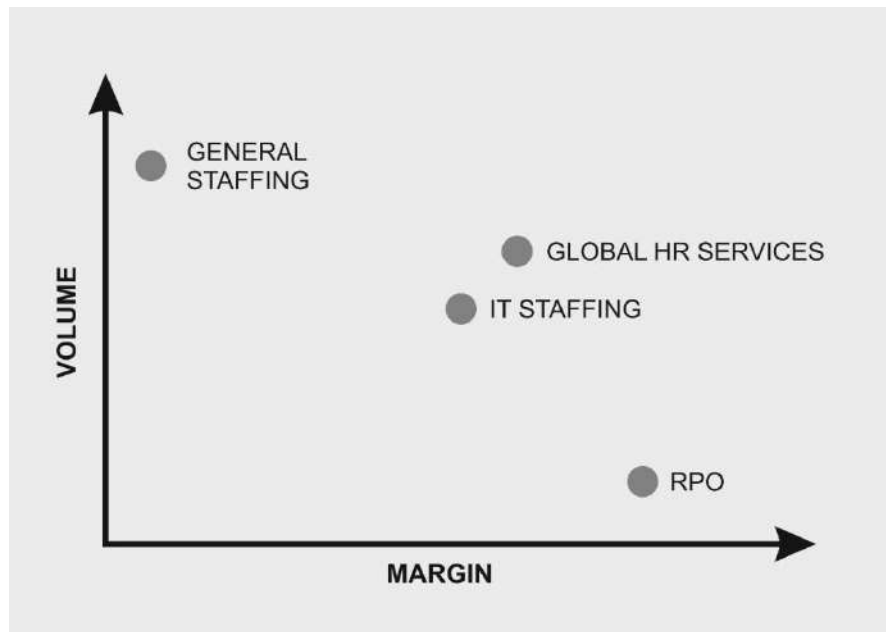 GENERAL
STAFFING
GLOBAL HR SERVICES
IT STAFFING
VOLUME
RPO
MARGIN